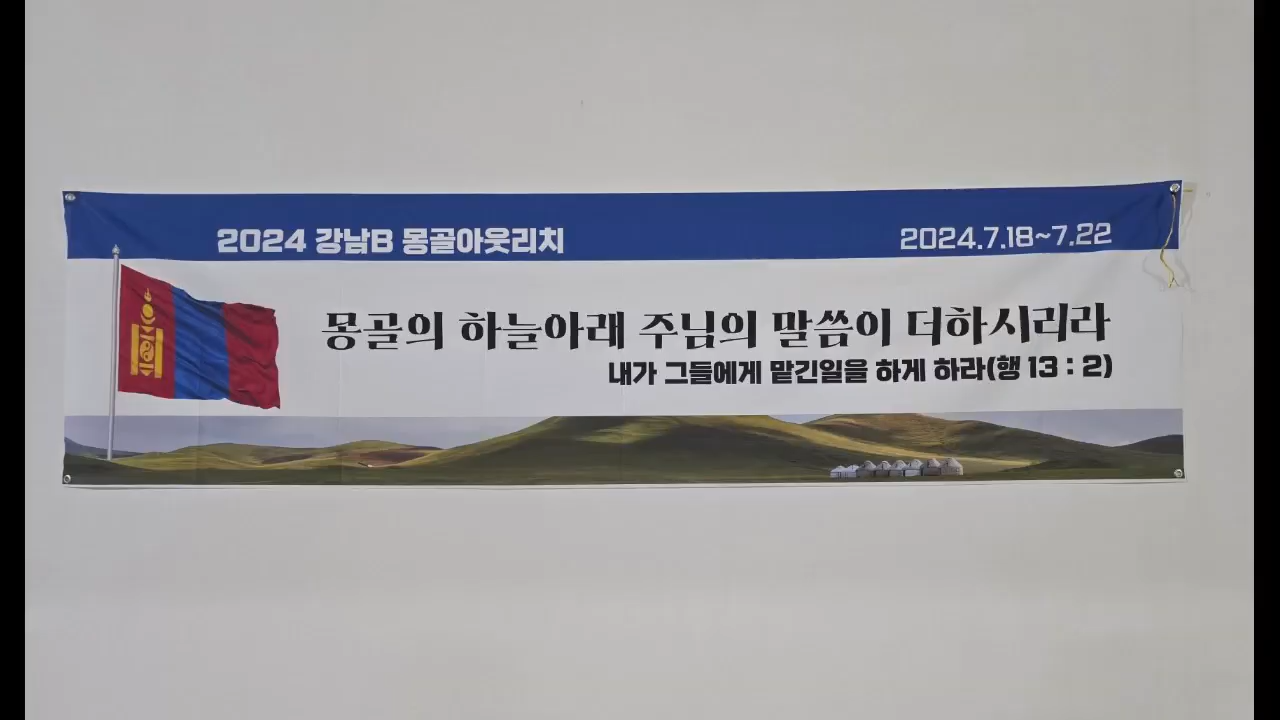 2024 강남B 몽골아웃리치
2024.7.18~7.22
몽골의 하늘아래 주님의 말씀이 더하시리라
내가 그들에게 맡긴일을 하게 하라(행 13 : 2)